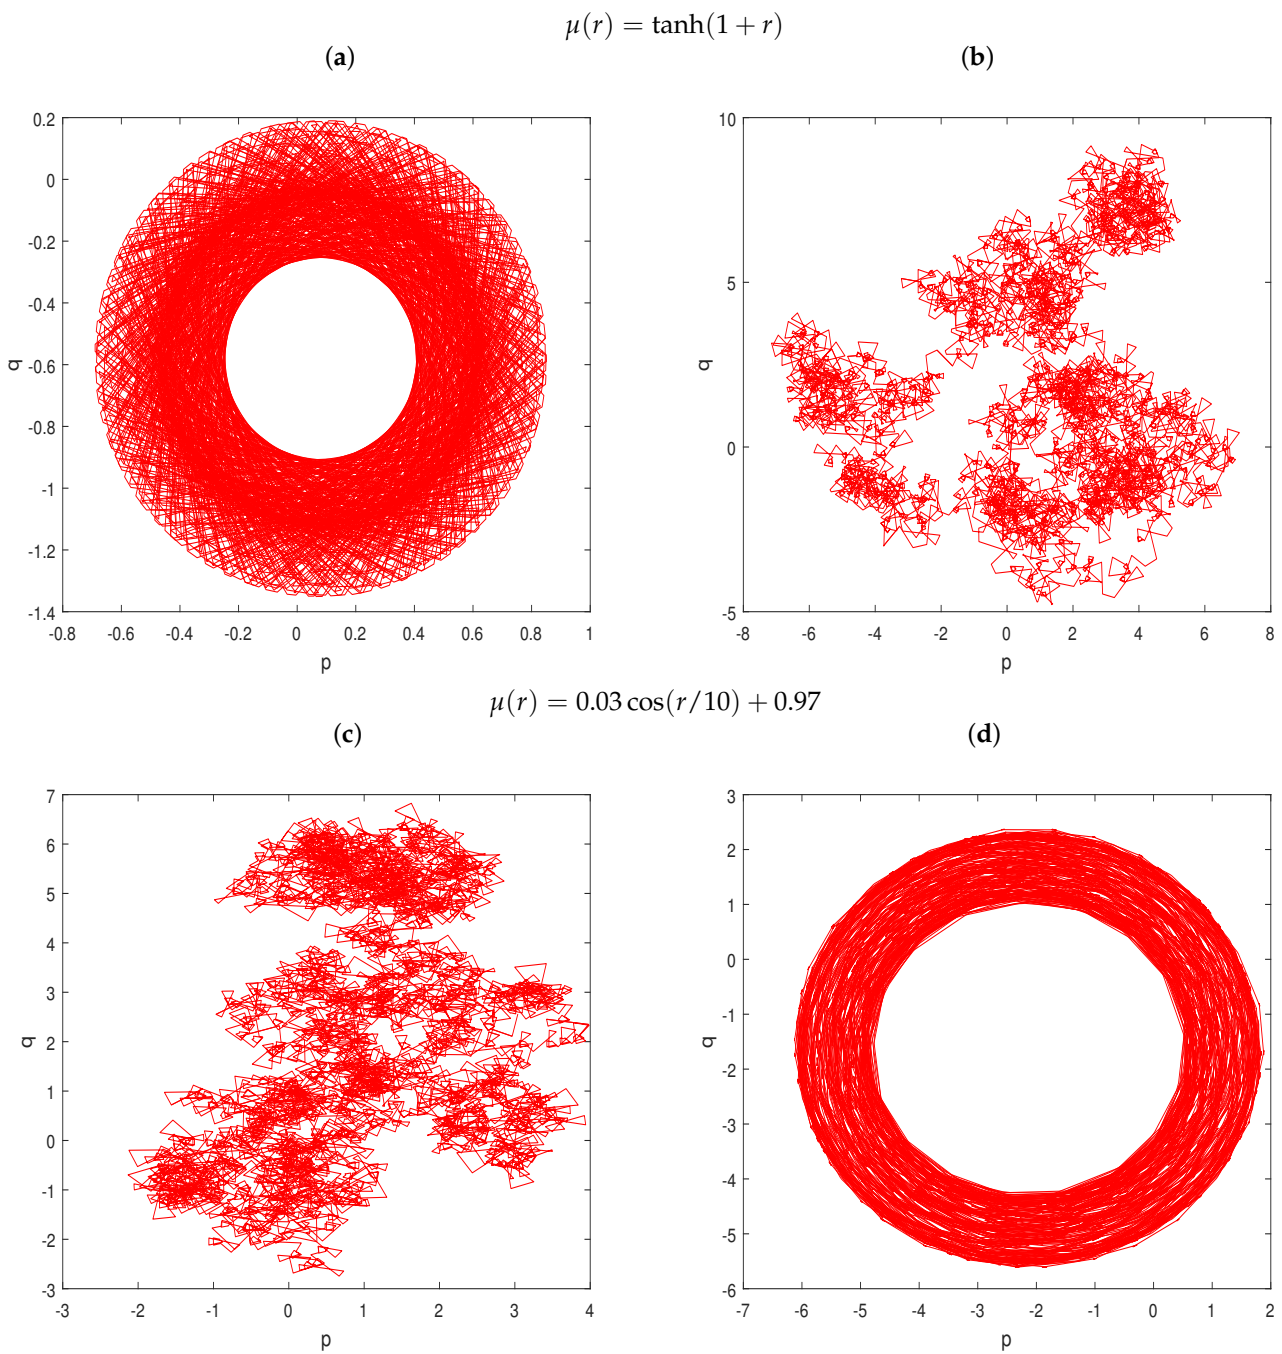 μ(r) = tanh(1 + r)
(a) (b)
0.2
0
-0.2
-0.4
-0.6
-0.8
-1
-1.2
-1.4
q
-0.8 -0.6 -0.4 -0.2 0 0.2 0.4 0.6 0.8 1
p
10
5
0
-5
q
-8 -6 -4 -2 0 2 4 6 8
p
μ(r) = 0.03 cos(r/10) + 0.97
(c) (d)
7
6
5
4
3
2
1
0
-1
-2
-3
q
-3 -2 -1 0 1 2 3 4
p
3
2
1
0
-1
-2
-3
-4
-5
-6
q
-7 -6 -5 -4 -3 -2 -1 0 1 2
p